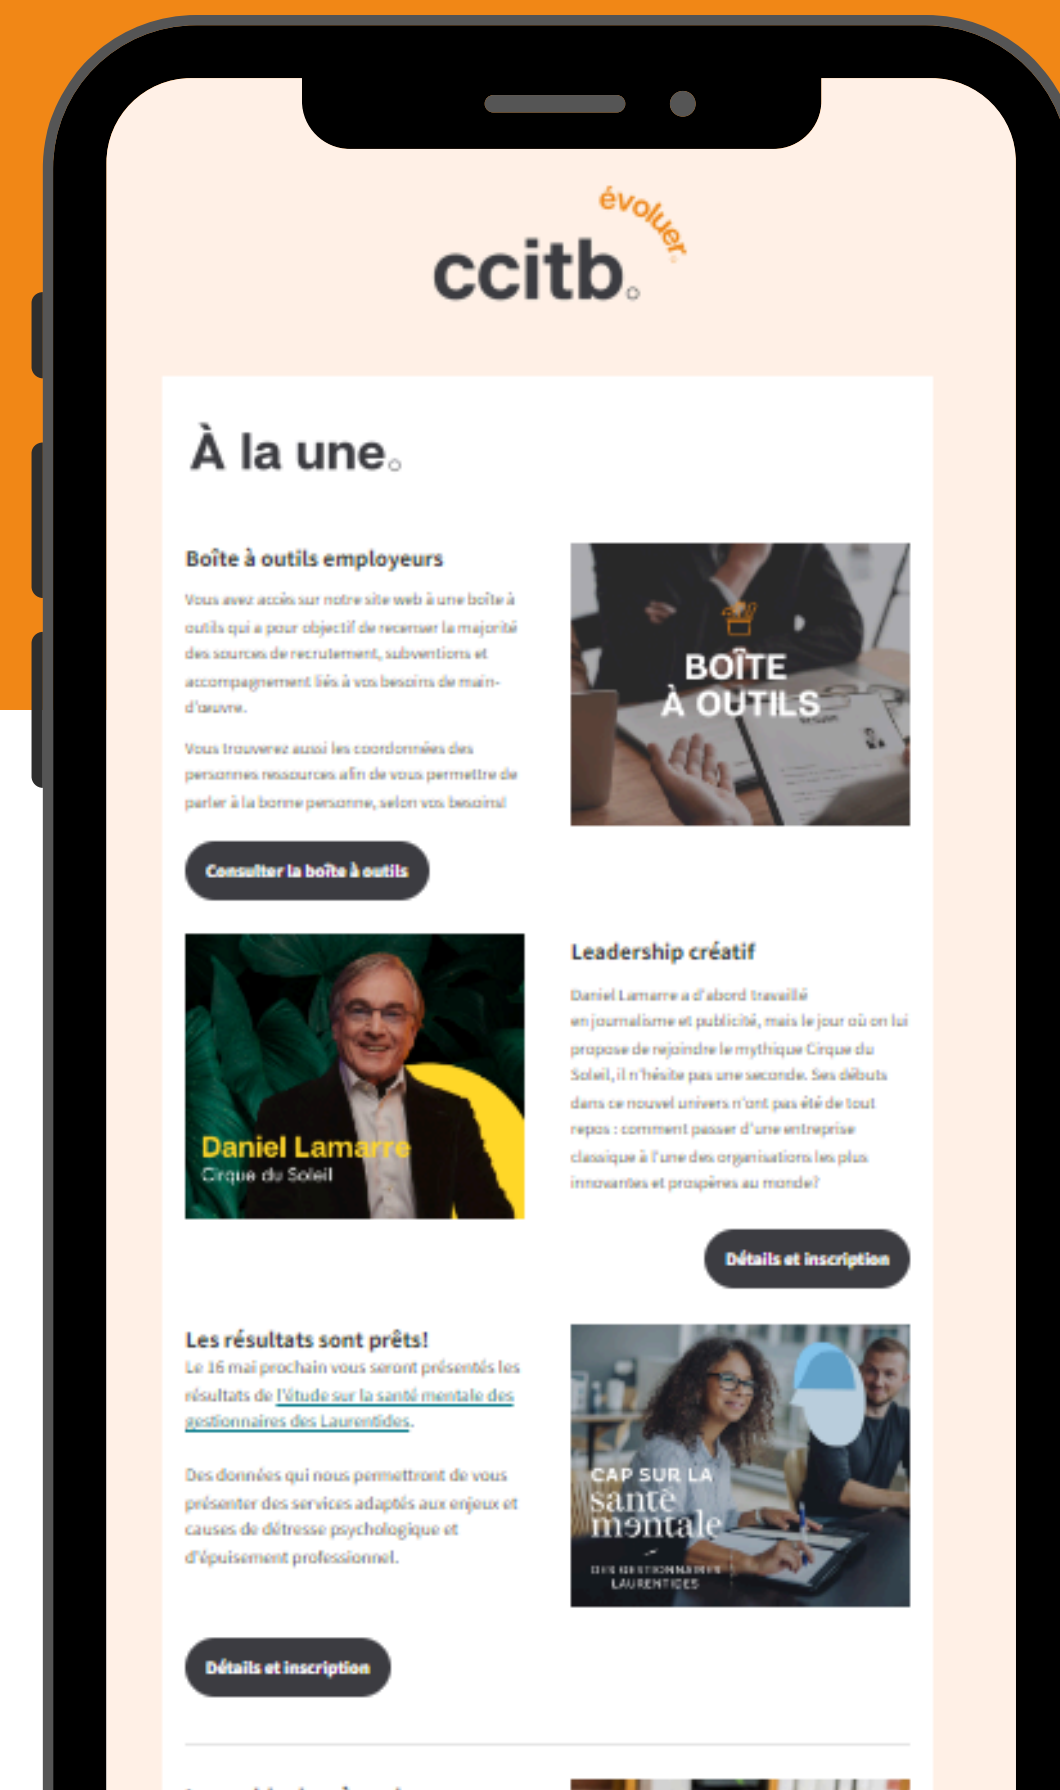 évoluer
ccitb
À la une
Boîte à outils employeurs
Vous avez accès sur notre site web à une boîte à
outils qui a pour objectif de recenser la majorité
des sources de recrutement, subventions et
accompagnement liés à vos besoins de main-
d'œuvre.
Vous trouverez aussi les coordonnées des
personnes ressources afin de vous permettre de
parler à la bonne personne, selon vos besoins!
BOÎTE
À OUTILS
Consulter la boîte à outils
Daniel Lamarre
Cirque du Soleil
Leadership créatif
Daniel Lamarre a d'abord travaillé
en journalisme et publicité, mais le jour où on lui
propose de rejoindre le mythique Cirque du
Soleil, il n'hésite pas une seconde. Ses débuts
dans ce nouvel univers n'ont pas été de tout
repos : comment passer d'une entreprise
classique à l'une des organisations les plus
innovantes et prospères au monde?
Détails et inscription
Les résultats sont prêts!
Le 16 mai prochain vous seront présentés les
résultats de l'étude sur la santé mentale des
gestionnaires des Laurentides.
Des données qui nous permettront de vous
présenter des services adaptés aux enjeux et
causes de détresse psychologique et
d'épuisement professionnel.
CAP SUR LA
santé
mentale
DES GESTIONNAIRES
LAURENTIDES
Détails et inscription